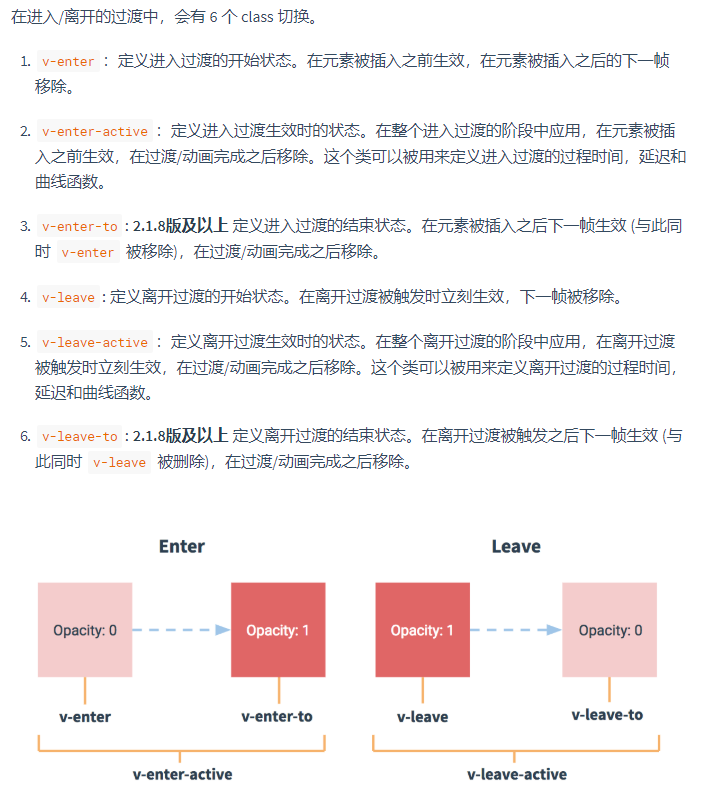 在进入/离开的过渡中，会有 6 个 class 切换。
1. v-enter： 定义进入过渡的开始状态。在元素被插入之前生效，在元素被插入之后的下一帧
移除。
2. v-enter-active： 定义进入过渡生效时的状态。在整个进入过渡的阶段中应用，在元素被插
入之前生效，在过渡/动画完成之后移除。这个类可以被用来定义进入过渡的过程时间，延迟和
曲线函数。
3. v-enter-to : 2.1.8版及以上 定义进入过渡的结束状态。在元素被插入之后下一帧生效 (与此同
时 v-enter 被移除)，在过渡/动画完成之后移除。
4. v-leave : 定义离开过渡的开始状态。在离开过渡被触发时立刻生效，下一帧被移除。
5. v-leave-active： 定义离开过渡生效时的状态。在整个离开过渡的阶段中应用，在离开过渡
被触发时立刻生效，在过渡/动画完成之后移除。这个类可以被用来定义离开过渡的过程时间，
延迟和曲线函数。
6. v-leave-to : 2.1.8版及以上 定义离开过渡的结束状态。在离开过渡被触发之后下一帧生效 (与
此同时 v-leave 被删除)，在过渡/动画完成之后移除。
Enter
Opacity: 0
Opacity: 1
v-enter
v-enter-to
v-enter-active
Leave
Opacity: 1
Opacity: 0
v-leave
v-leave-to
v-leave-active